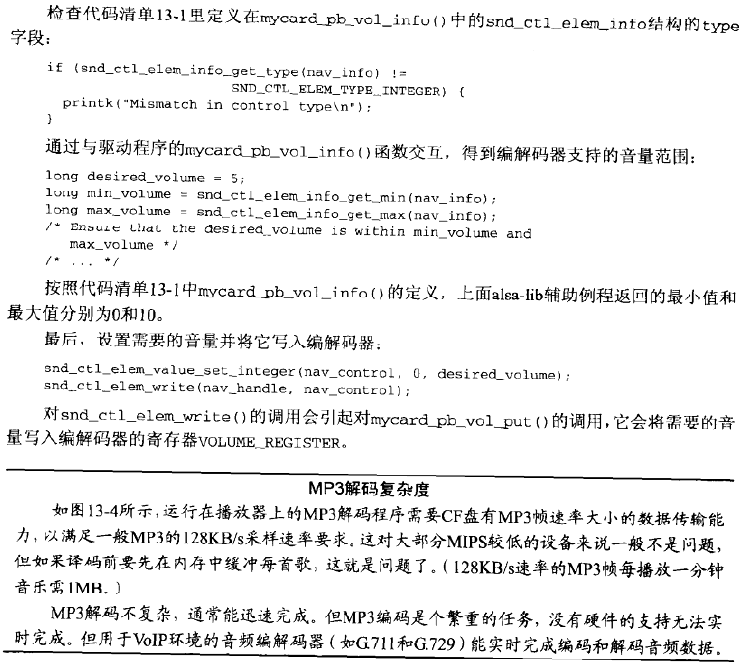 检查代码清单13-1里定义在mycard_pb_vol_info()中的snd_ctl_elem_info结构的type
字段：
if (snd_ctl_elem_info_get_type(nav_info) !=
SND_CTL_ELEM_TYPE_INTEGER) {
printk("Mismatch in control type\n");
}
通过与驱动程序的mycard_pb_vol_info()函数交互，得到编解码器支持的音量范围：
long desired_volume = 5;
long min_volume = snd_ctl_elem_info_get_min(nav_info);
long max_volume = snd_ctl_elem_info_get_max(nav_info);
/* Ensure that the desired_volume is within min_volume and
max_volume */
/* ... */
按照代码清单13-1中mycard_pb_vol_info()的定义，上面alsa-lib辅助例程返回的最小值和
最大值分别为0和10。
最后，设置需要的音量并将它写入编解码器：
snd_ctl_elem_value_set_integer(nav_control, 0, desired_volume);
snd_ctl_elem_write(nav_handle, nav_control);
对snd_ctl_elem_write()的调用会引起对mycard_pb_vol_put()的调用，它会将需要的音
量写入编解码器的寄存器VOLUME_REGISTER。
MP3解码复杂度
如图13-4所示，运行在播放器上的MP3解码程序需要CF盘有MP3帧速率大小的数据传输能
力，以满足一般MP3的128KB/s采样速率要求。这对大部分MIPS较低的设备来说一般不是问题，
但如果译码前要先在内存中缓冲每首歌，这就是问题了。（128KB/s速率的MP3帧每播放一分钟
音乐需1MB。）
MP3解码不复杂，通常能迅速完成。但MP3编码是个繁重的任务，没有硬件的支持无法实
时完成。但用于VoIP环境的音频编解码器（如G.711和G.729）能实时完成编码和解码音频数据。